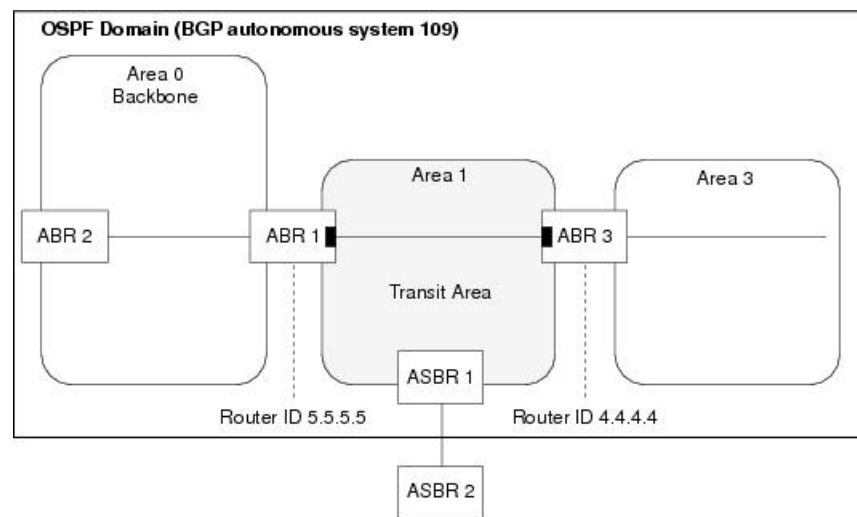 OSPF Domain (BGP autonomous system 109)
Area 0
Backbone
Area 1
Area 3
ABR 2
ABR 1
ABR 3
Transit Area
ASBR 1
Router ID 5.5.5.5
Router ID 4.4.4.4
ASBR 2